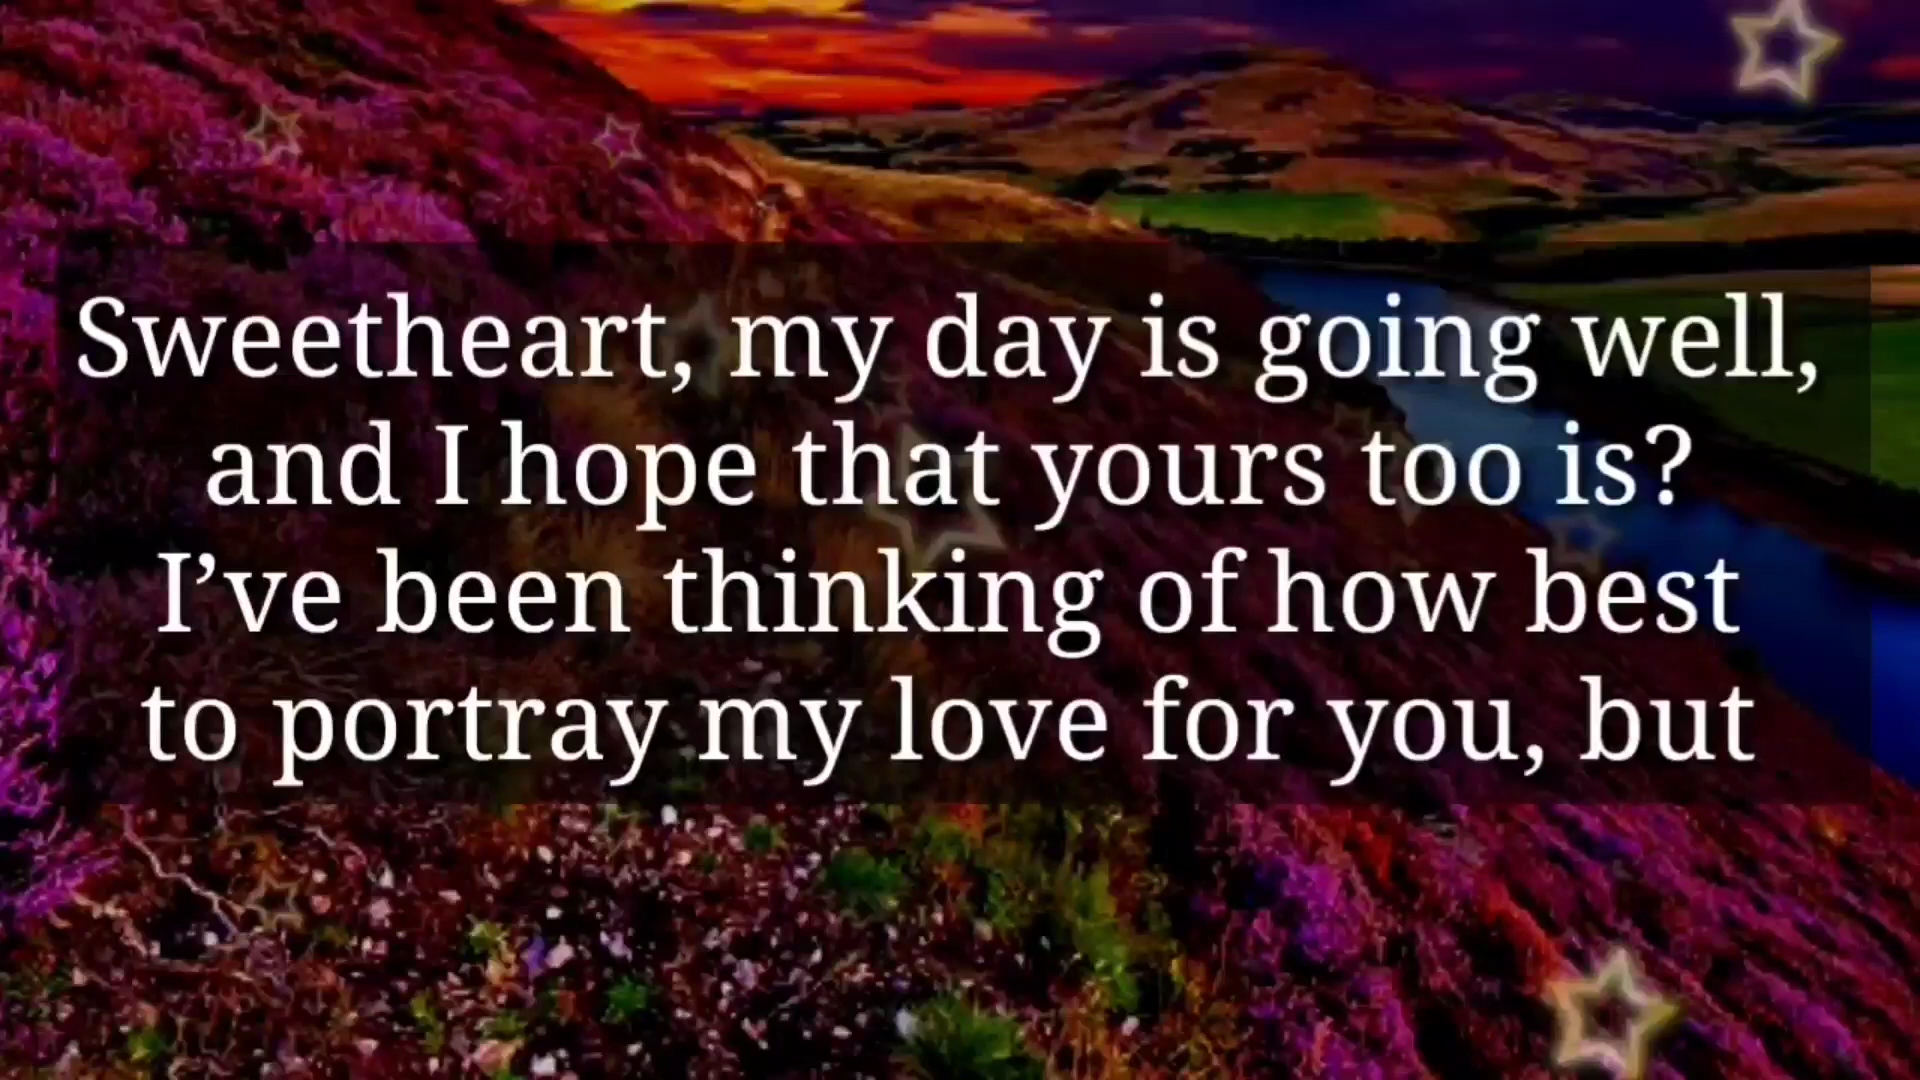 Sweetheart, my day is going well,
and I hope that yours too is?
I’ve been thinking of how best
to portray my love for you, but